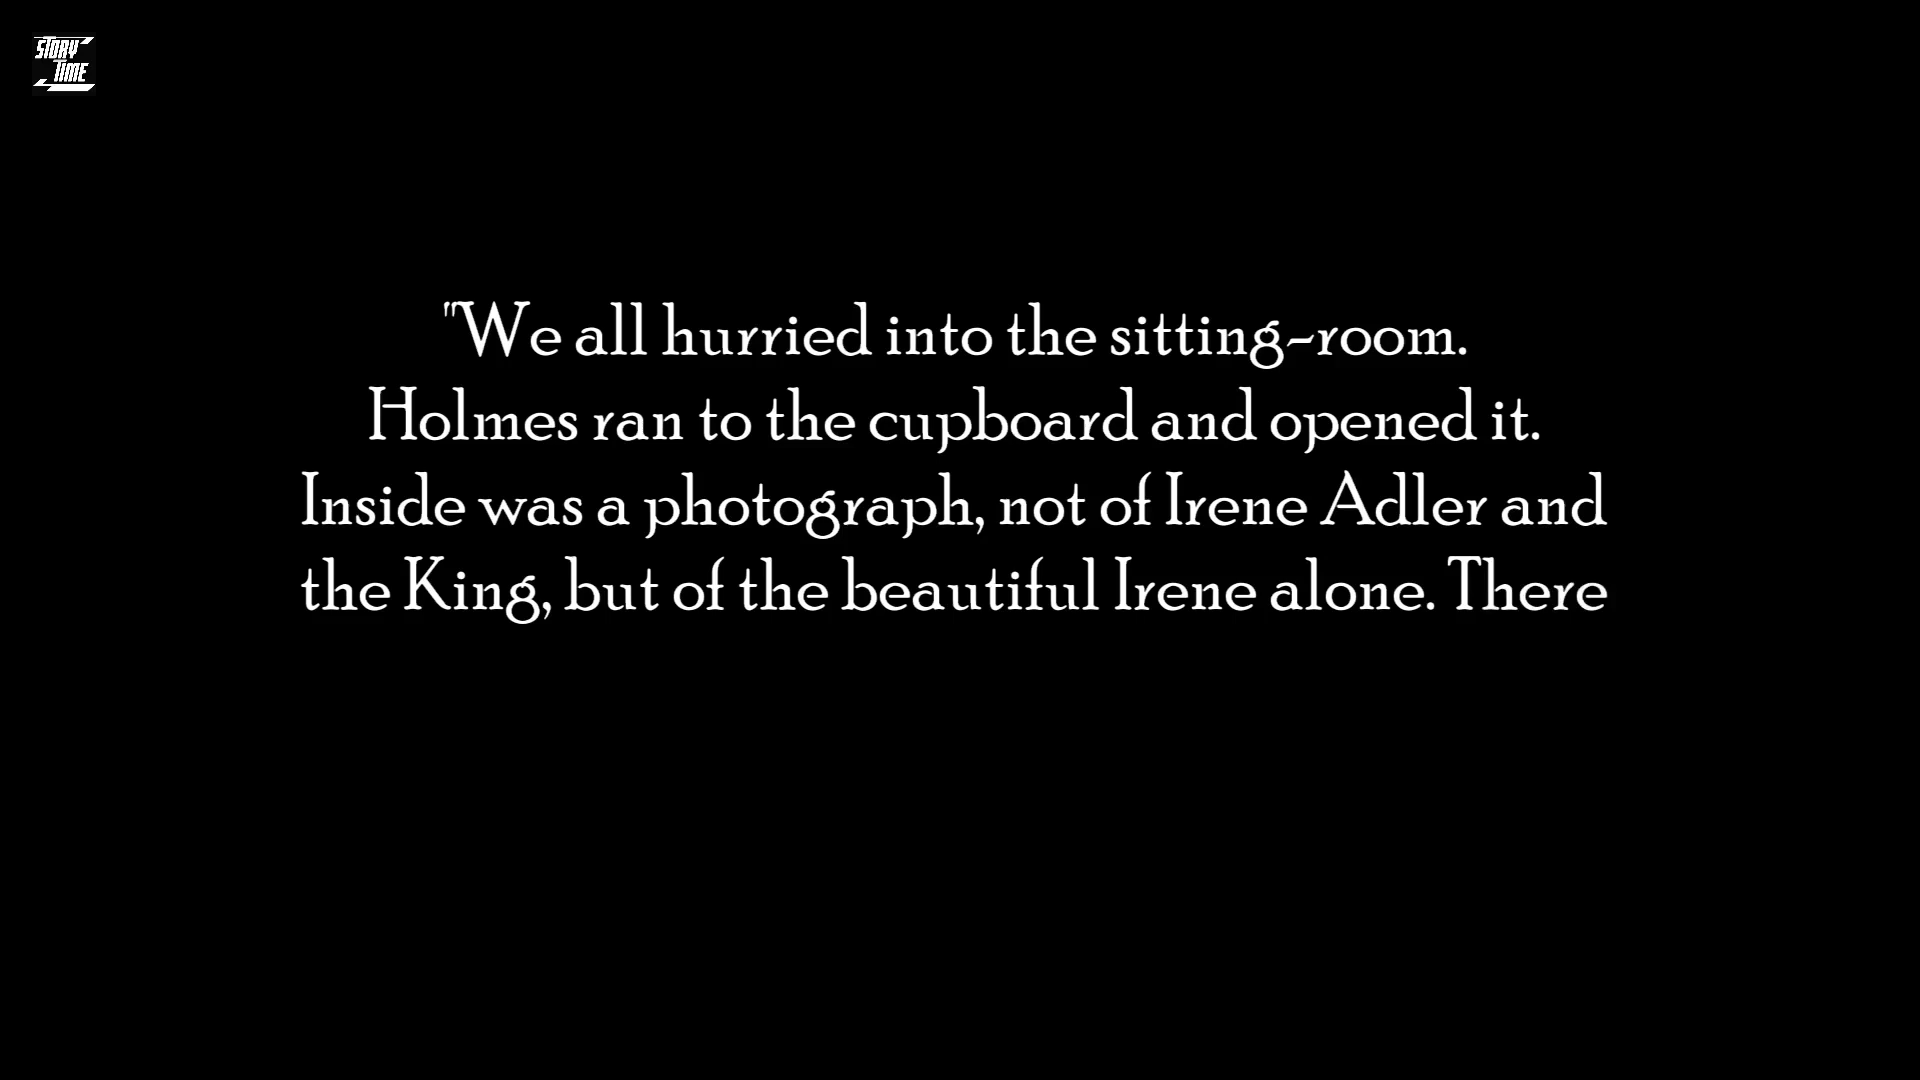 STORY
TIME
"We all hurried into the sitting-room.
Holmes ran to the cupboard and opened it.
Inside was a photograph, not of Irene Adler and
the King, but of the beautiful Irene alone. There